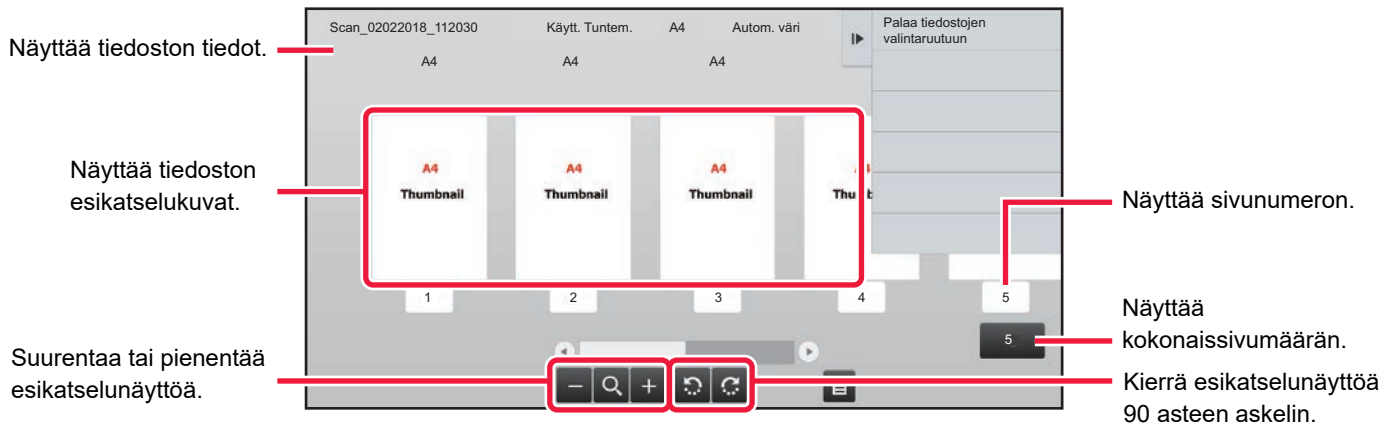 Scan_02022018_112030 Käytt. Tuntem. A4 Autom. väri
Palaa tiedostojen
valintaruutuun
Näyttää tiedoston tiedot.
A4 A4 A4
Näyttää tiedoston
esikatselukuvat.
A4 A4 A4
Thumbnail Thumbnail Thumbnail
Näyttää sivunumeron.
1 2 3 4 5
Näyttää
kokonaissivumäärän.
5
Suurentaa tai pienentää
esikatselunäyttöä.
Kierrä esikatselunäyttöä
90 asteen askelin.